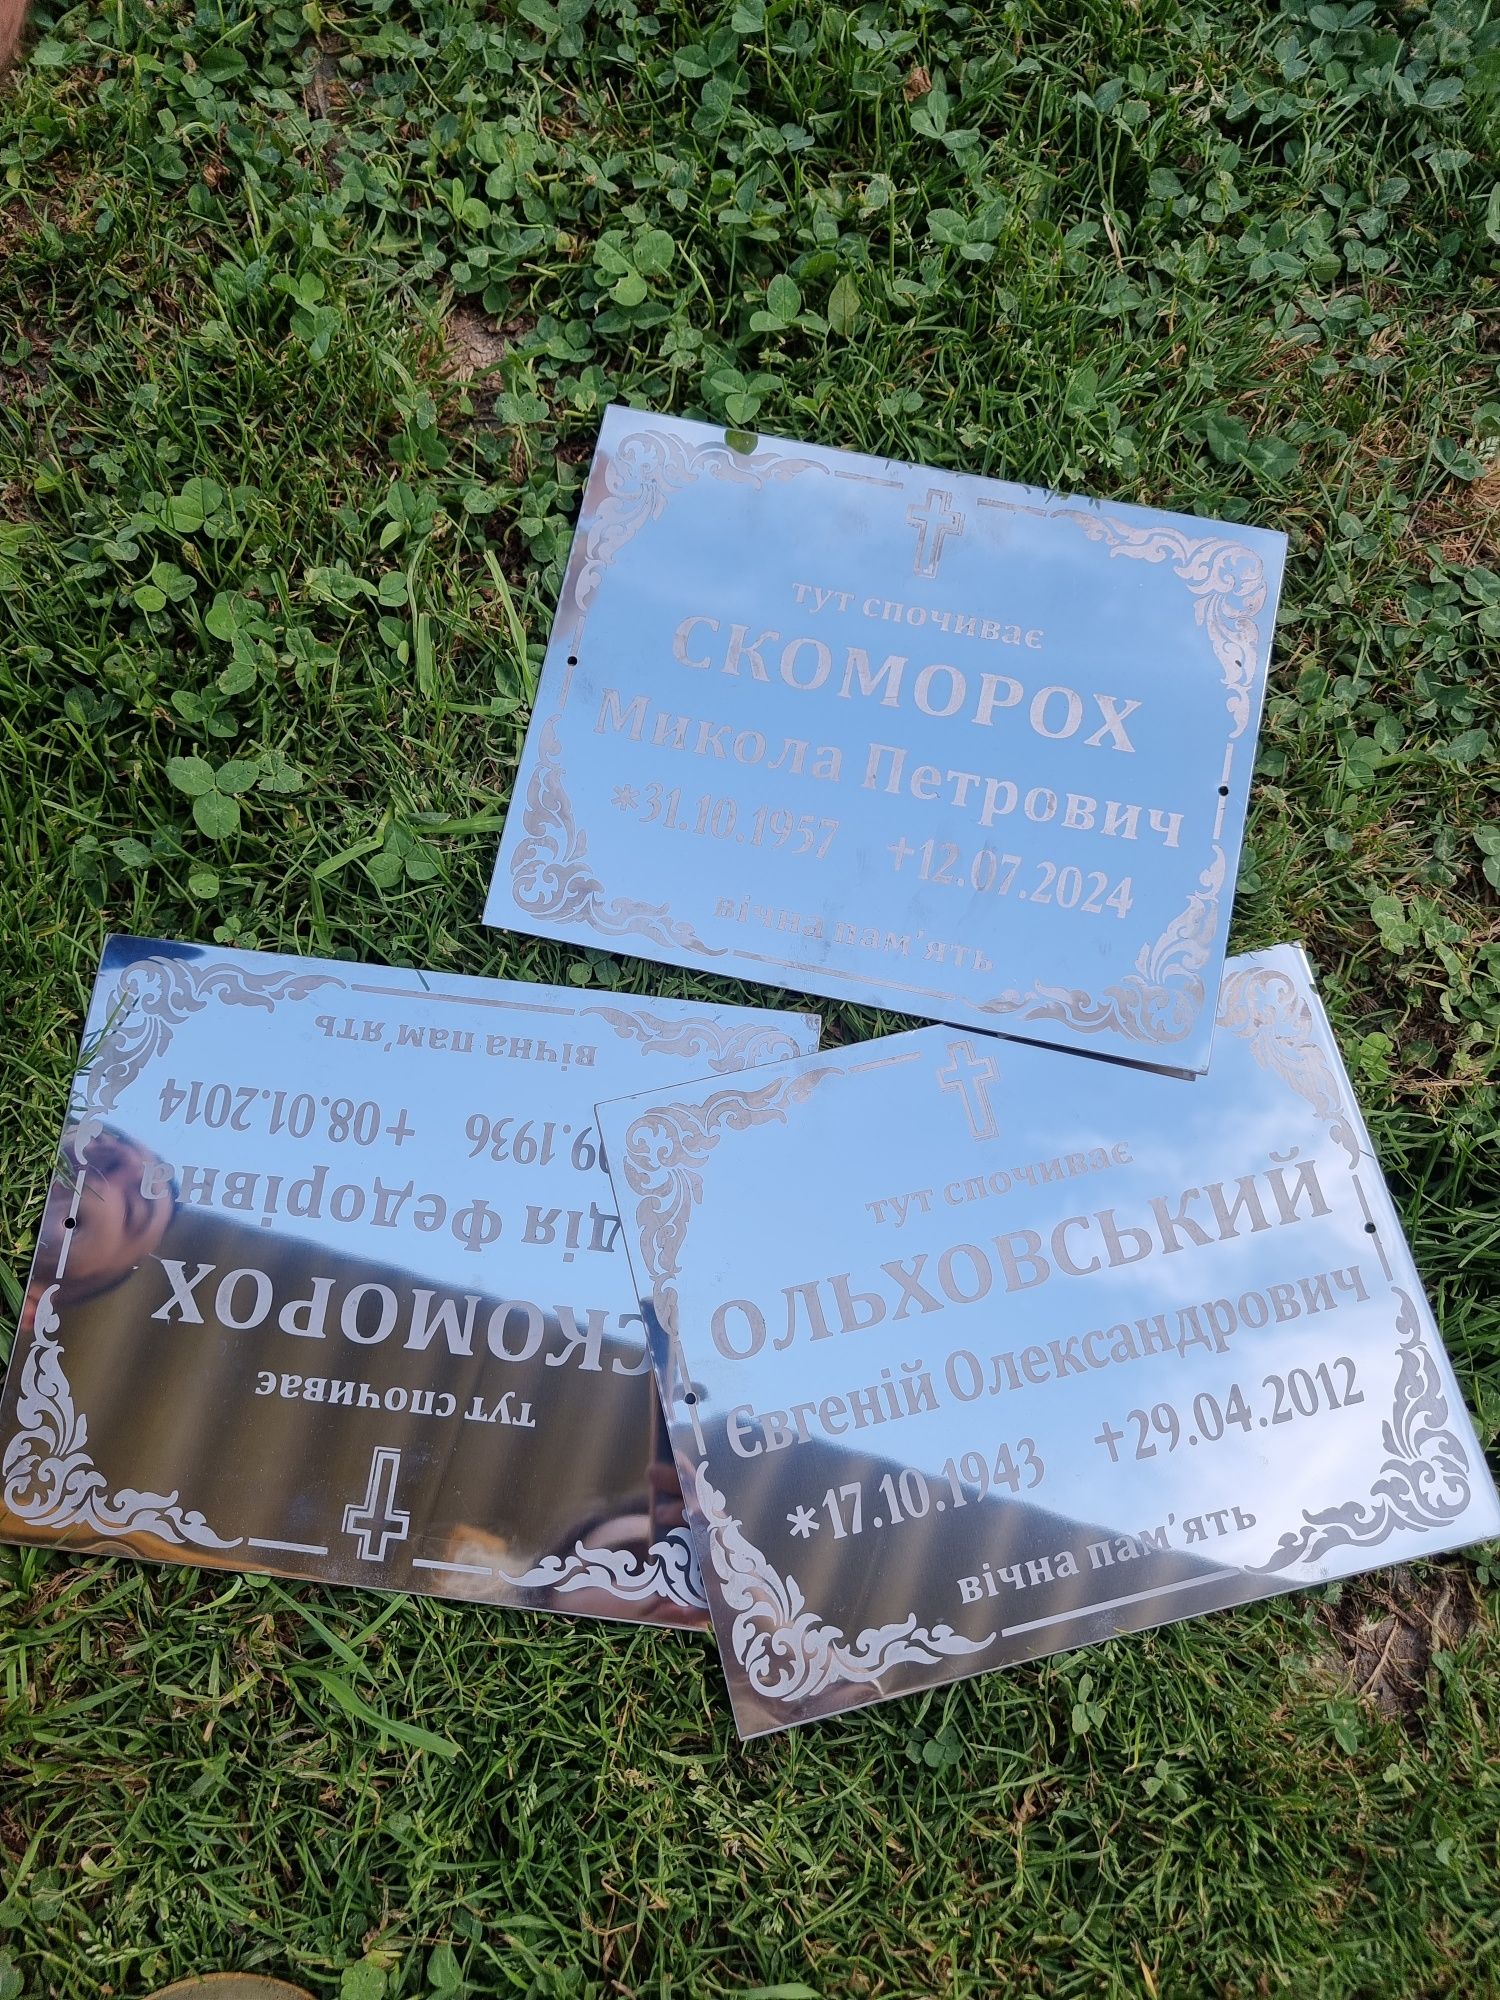 тут спочиває
СКОМОРОХ
Микола Петрович
*31.10.1957 +12.07.2024
вічна пам'ять
тут спочиває
СКОМОРОХ
Федорівна
09.1936 +08.01.2014
вічна пам'ять
тут спочиває
ОЛЬХОВСЬКИЙ
Євгеній Олександрович
*17.10.1943 +29.04.2012
вічна пам'ять